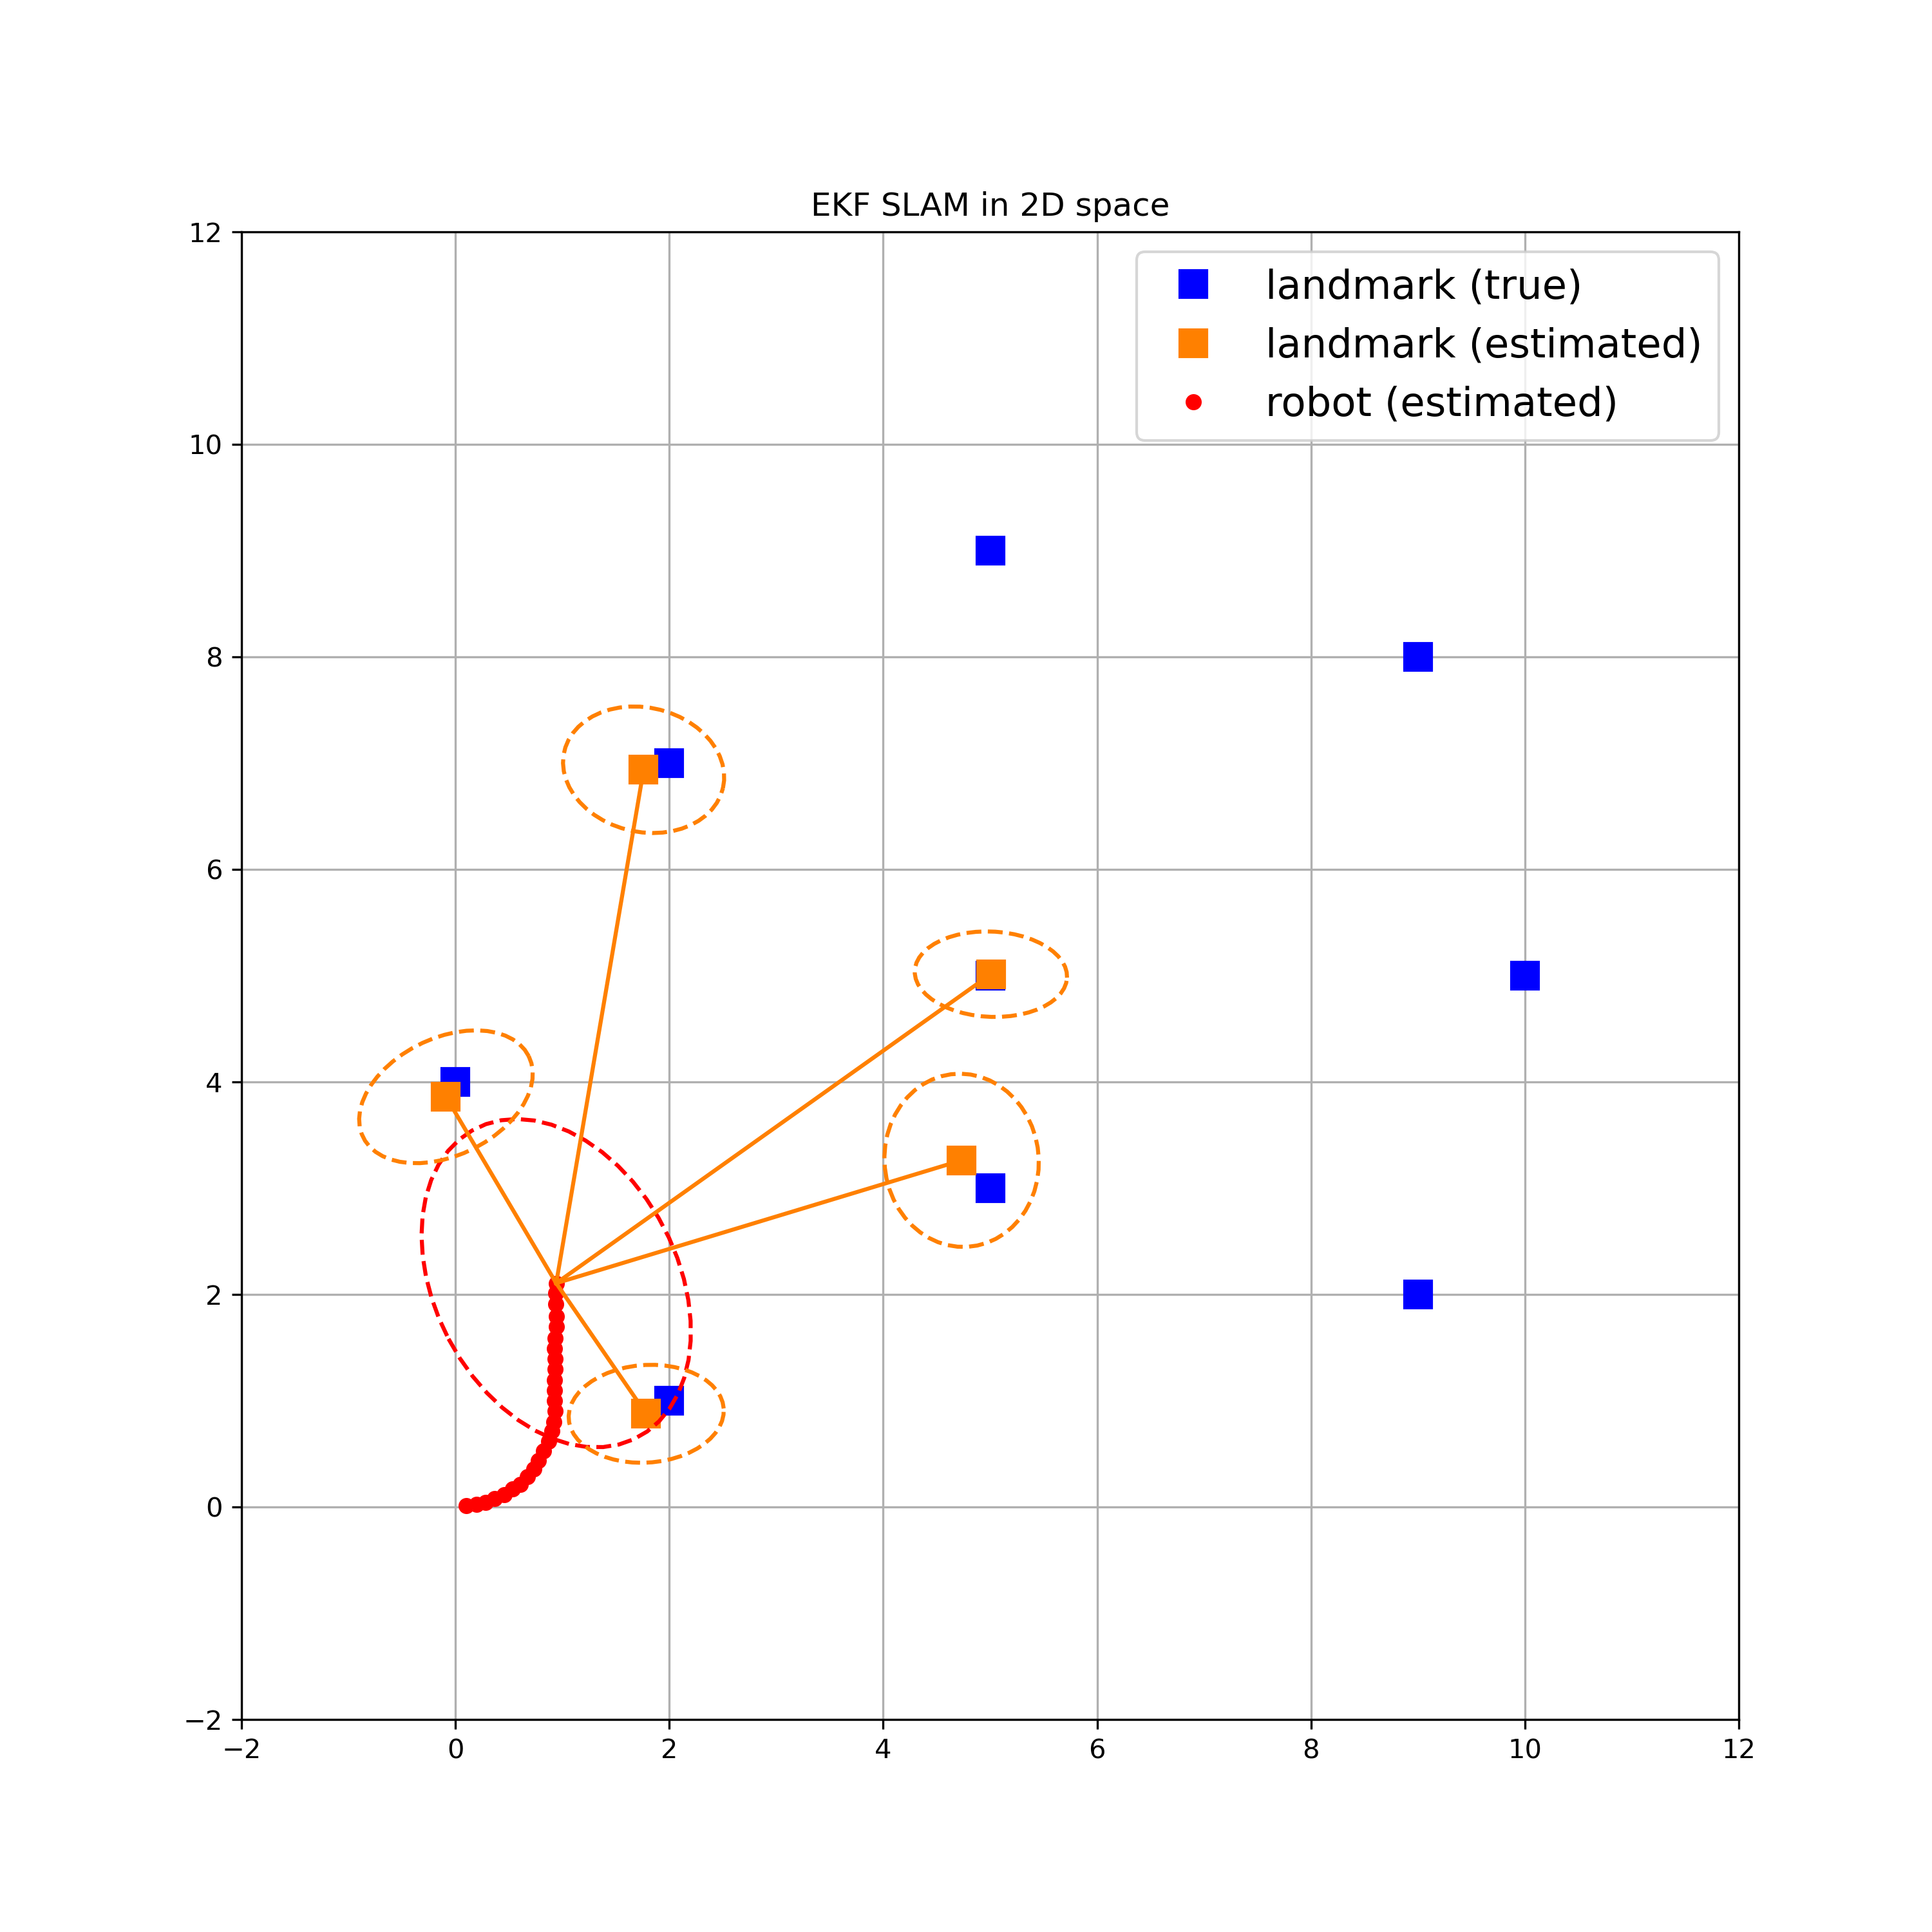 EKF SLAM in 2D space
12
10
8
6
4
2
0
−2
−2 0 2 4 6 8 10 12
landmark (true)
landmark (estimated)
robot (estimated)